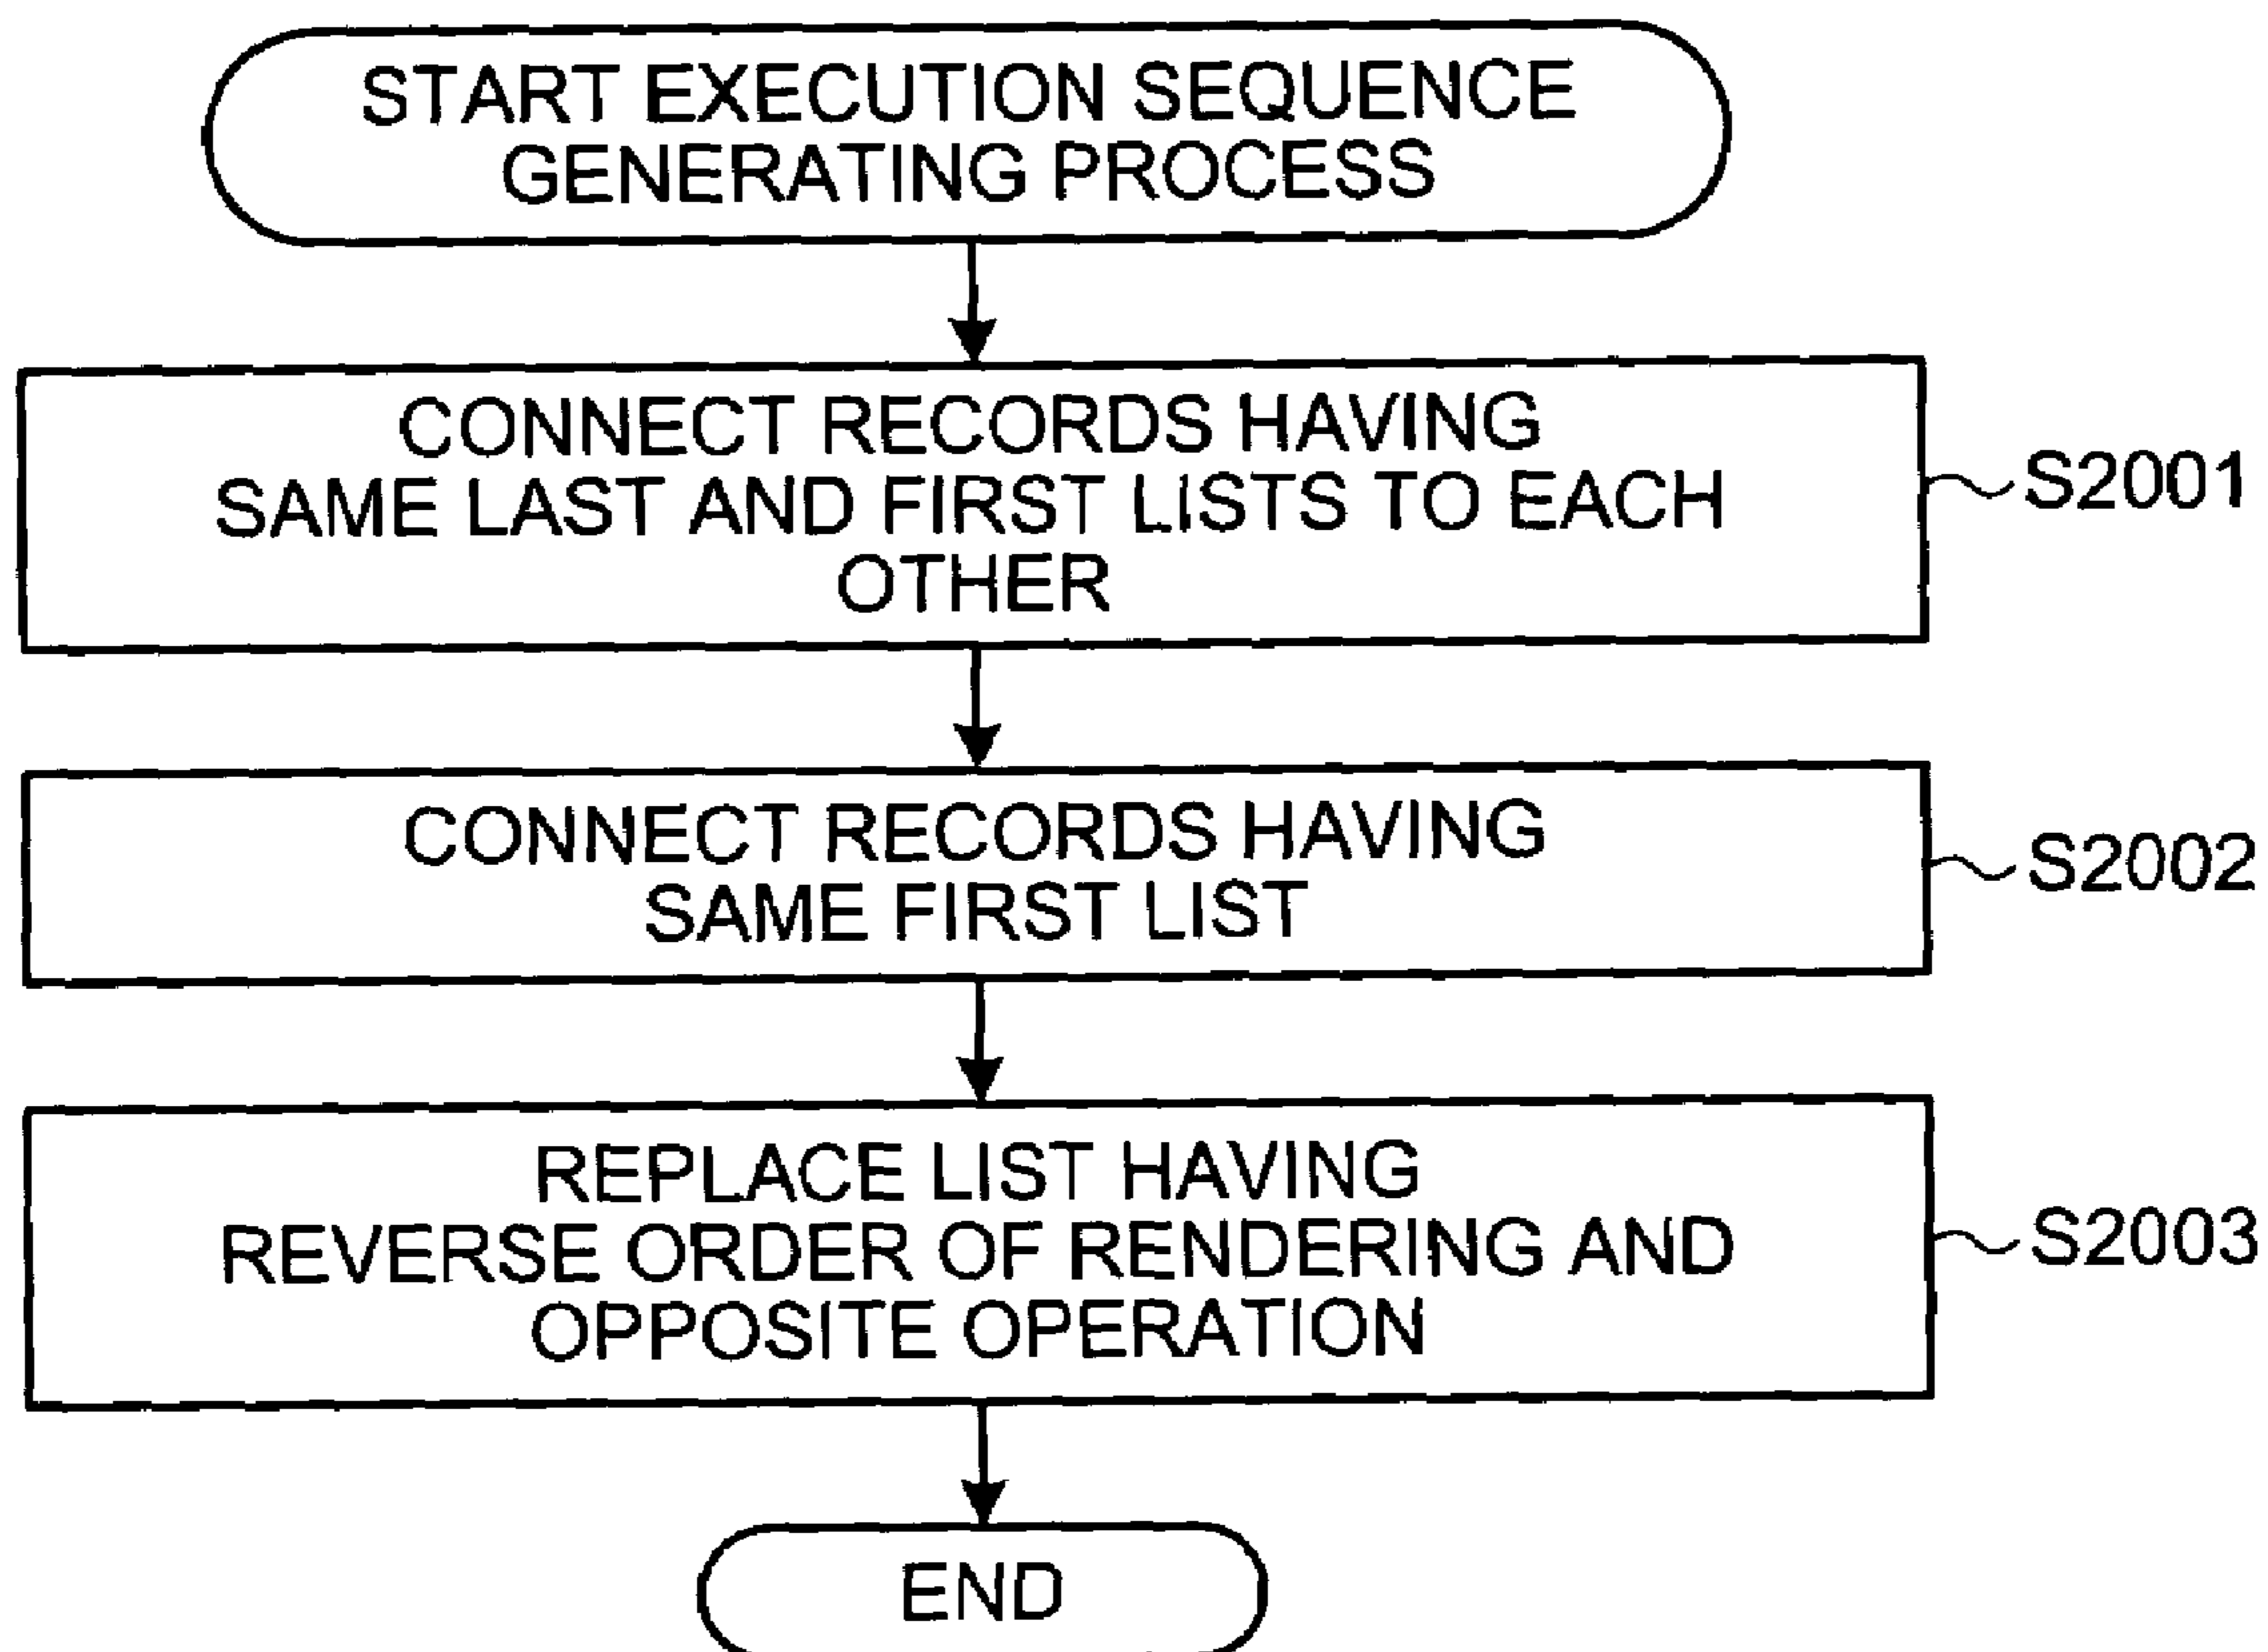 START EXECUTION SEQUENCE
GENERATING PROCESS
CONNECT RECORDS HAVING
SAME LAST AND FIRST LISTS TO EACH
OTHER
S2001
CONNECT RECORDS HAVING
SAME FIRST LIST
S2002
REPLACE LIST HAVING
REVERSE ORDER OF RENDERING AND
OPPOSITE OPERATION
S2003
END